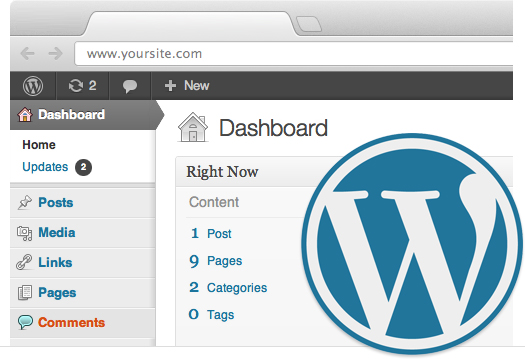 www.yoursite.com
2 New
Dashboard
Home
Updates 2
Posts
Media
Links
Pages
Comments
Dashboard
Right Now
Content
1 Post
9 Pages
2 Categories
0 Tags
W